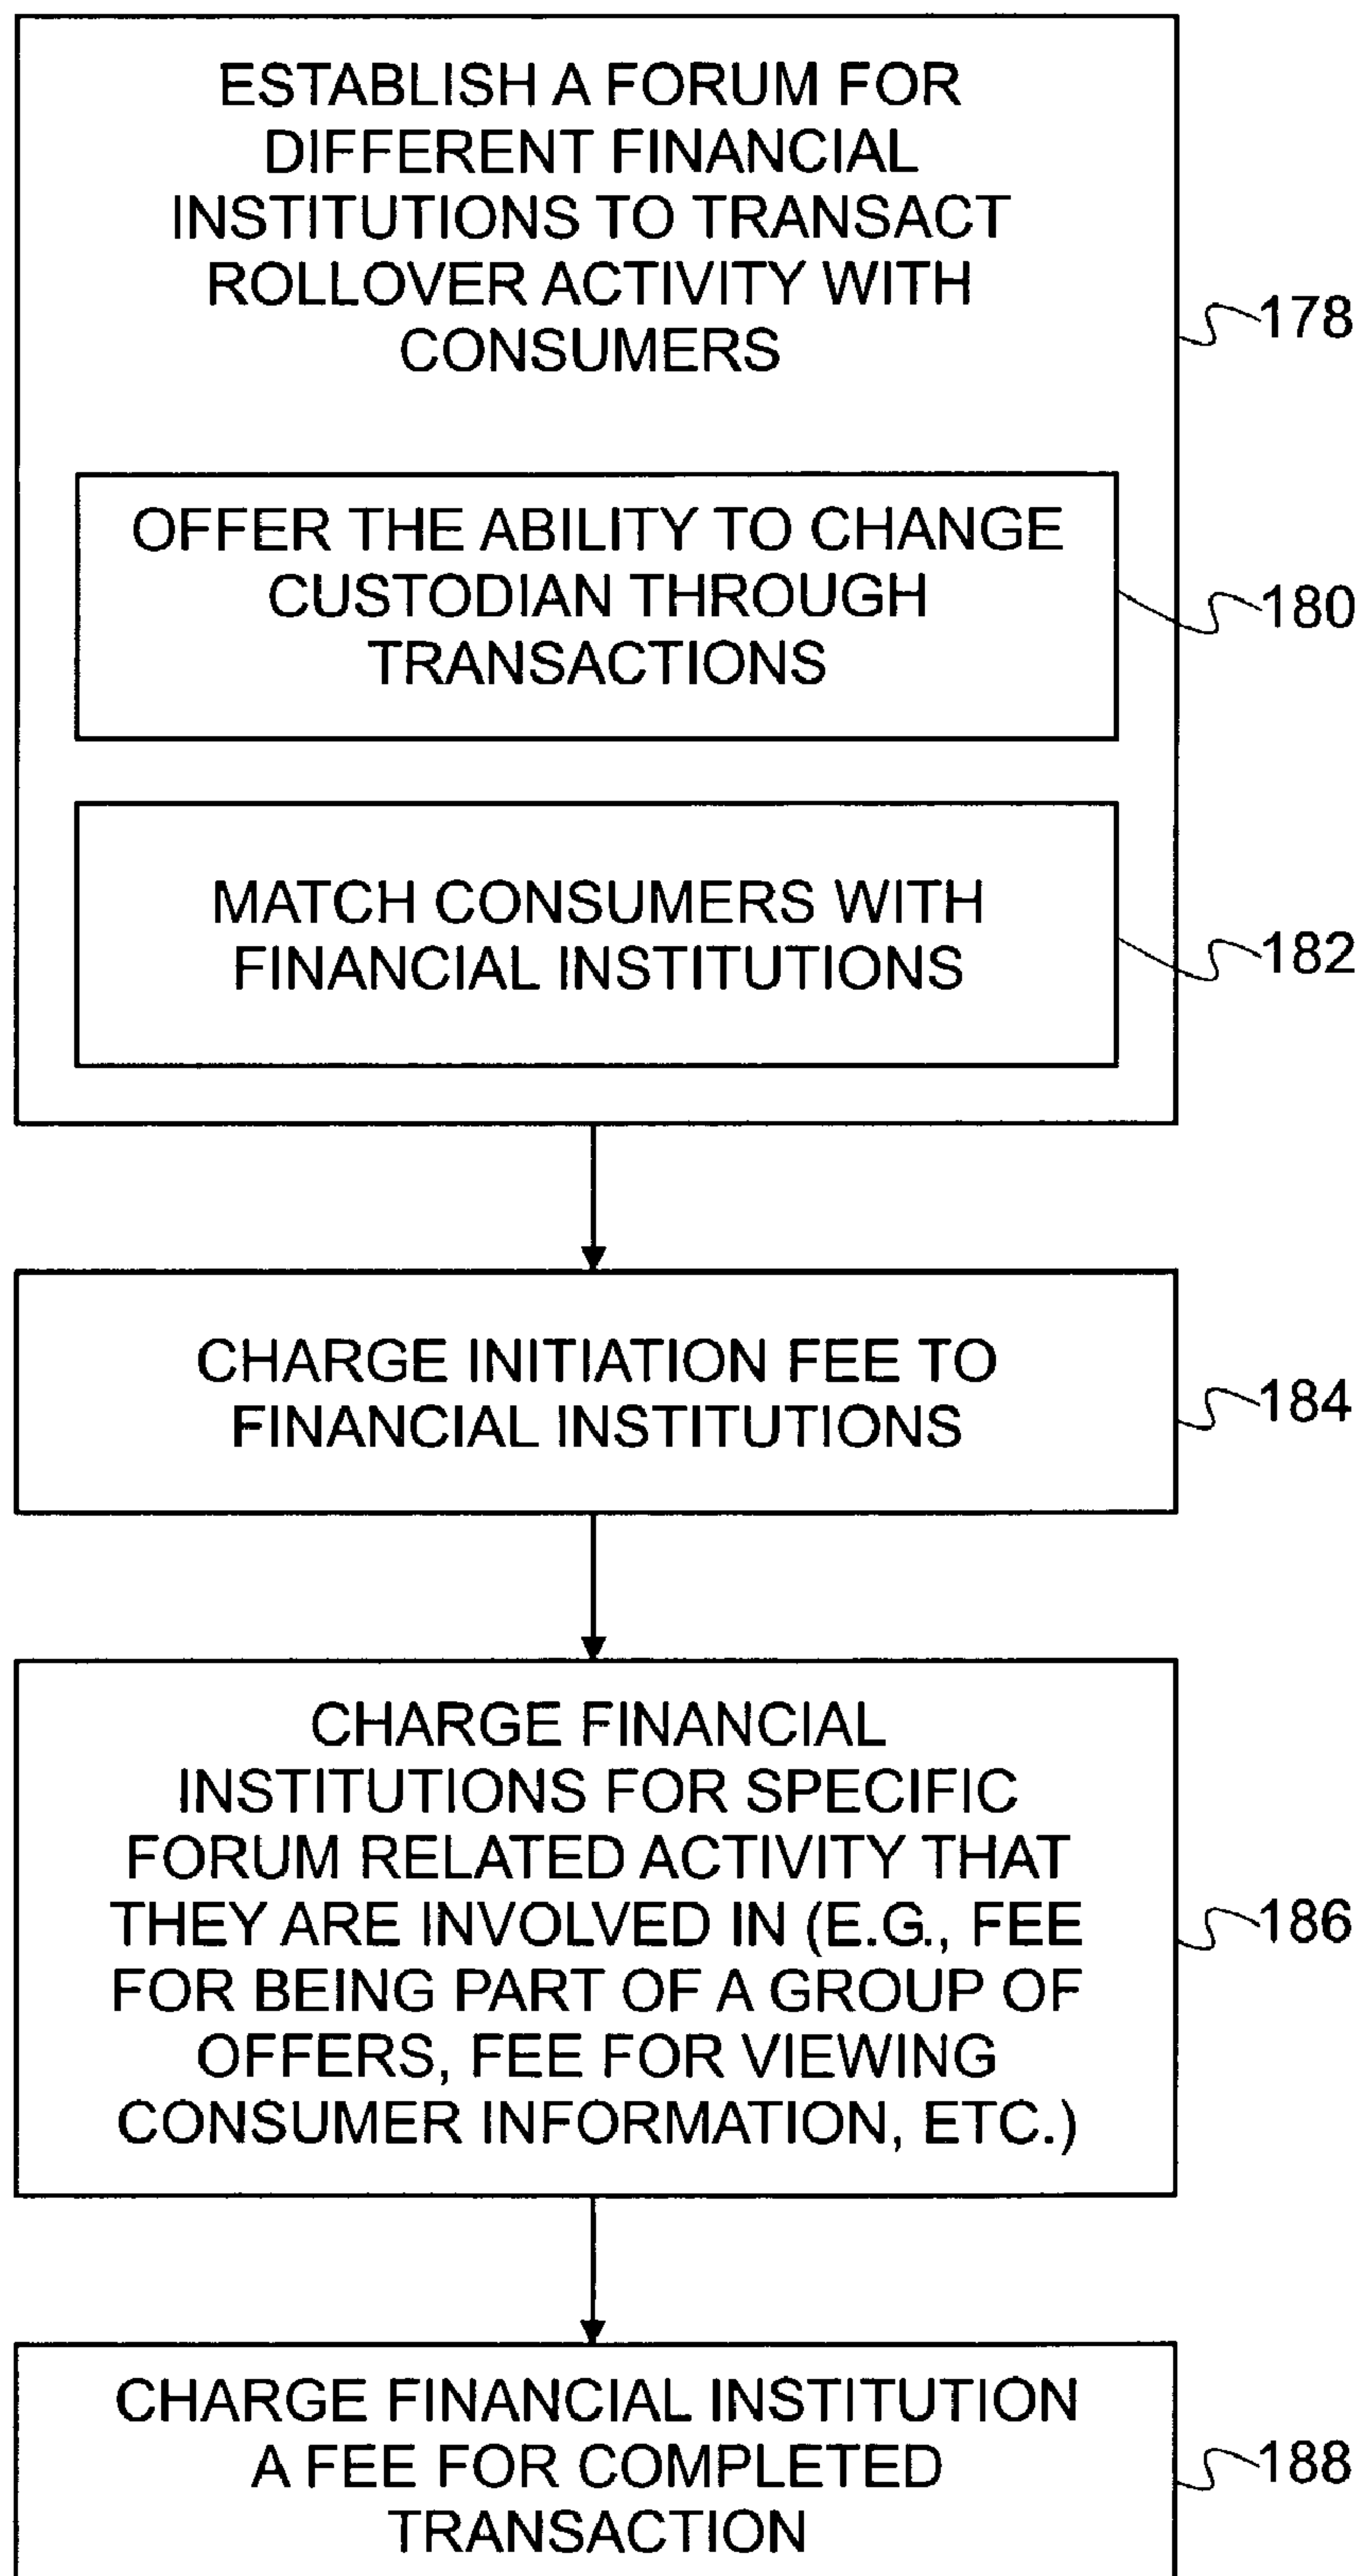 ESTABLISH A FORUM FOR
DIFFERENT FINANCIAL
INSTITUTIONS TO TRANSACT
ROLLOVER ACTIVITY WITH
CONSUMERS
178
OFFER THE ABILITY TO CHANGE
CUSTODIAN THROUGH
TRANSACTIONS
180
MATCH CONSUMERS WITH
FINANCIAL INSTITUTIONS
182
CHARGE INITIATION FEE TO
FINANCIAL INSTITUTIONS
184
CHARGE FINANCIAL
INSTITUTIONS FOR SPECIFIC
FORUM RELATED ACTIVITY THAT
THEY ARE INVOLVED IN (E.G., FEE
FOR BEING PART OF A GROUP OF
OFFERS, FEE FOR VIEWING
CONSUMER INFORMATION, ETC.)
186
CHARGE FINANCIAL INSTITUTION
A FEE FOR COMPLETED
TRANSACTION
188